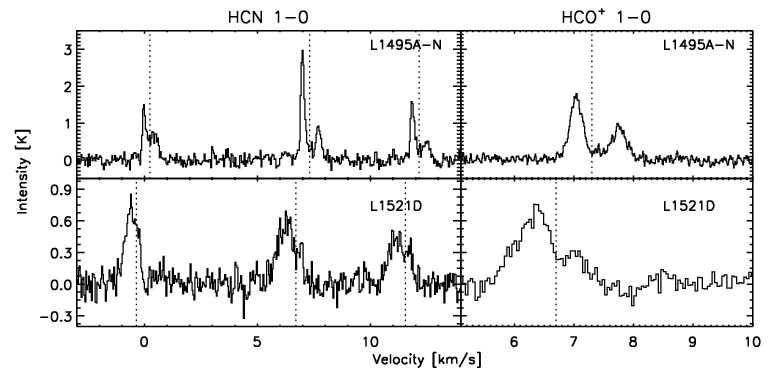 HCN 1-0 HCO⁺ 1-0
L1495A-N L1495A-N
3
2
1
0
Intensity [K]
L1521D L1521D
0.9
0.6
0.3
0.0
-0.3
0 5 10 6 7 8 9 10
Velocity [km/s]